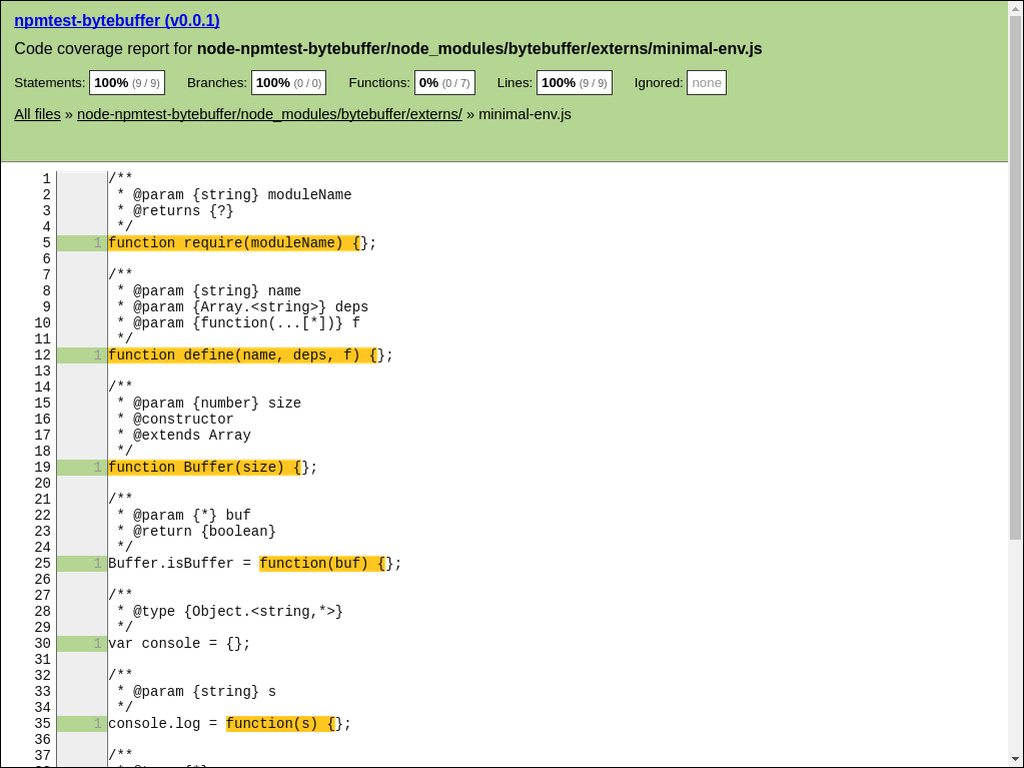 npmtest-bytebuffer (v0.0.1)
Code coverage report for node-npmtest-bytebuffer/node_modules/bytebuffer/externs/minimal-env.js
Statements: 100% (9 / 9) Branches: 100% (0 / 0) Functions: 0% (0 / 7) Lines: 100% (9 / 9) Ignored: none
All files » node-npmtest-bytebuffer/node_modules/bytebuffer/externs/ » minimal-env.js
1 /**
2  * @param {string} moduleName
3  * @returns {?}
4  */
5 1 function require(moduleName) {};
6
7 /**
8  * @param {string} name
9  * @param {Array.<string>} deps
10  * @param {function(...[*])} f
11  */
12 1 function define(name, deps, f) {};
13
14 /**
15  * @param {number} size
16  * @constructor
17  * @extends Array
18  */
19 1 function Buffer(size) {};
20
21 /**
22  * @param {*} buf
23  * @return {boolean}
24  */
25 1 Buffer.isBuffer = function(buf) {};
26
27 /**
28  * @type {Object.<string,*>}
29  */
30 1 var console = {};
31
32 /**
33  * @param {string} s
34  */
35 1 console.log = function(s) {};
36
37 /**